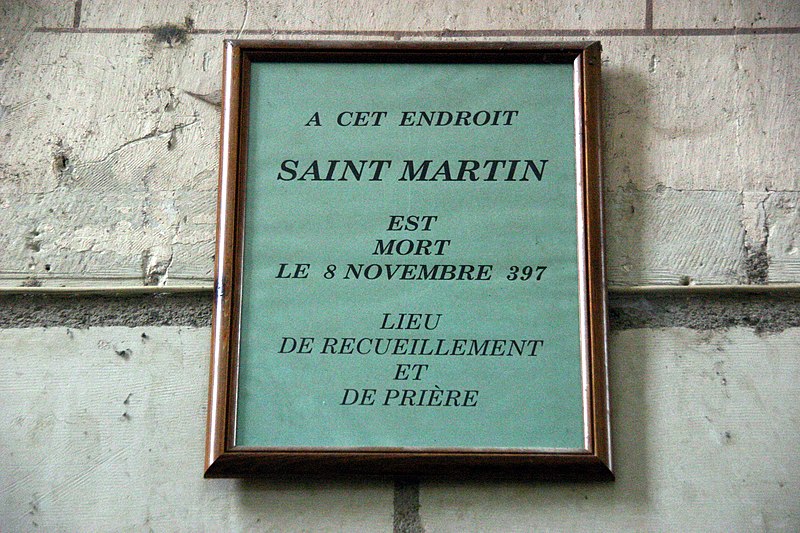 A CET ENDROIT
SAINT MARTIN
EST
MORT
LE 8 NOVEMBRE 397
LIEU
DE RECUEILLEMENT
ET
DE PRIÈRE